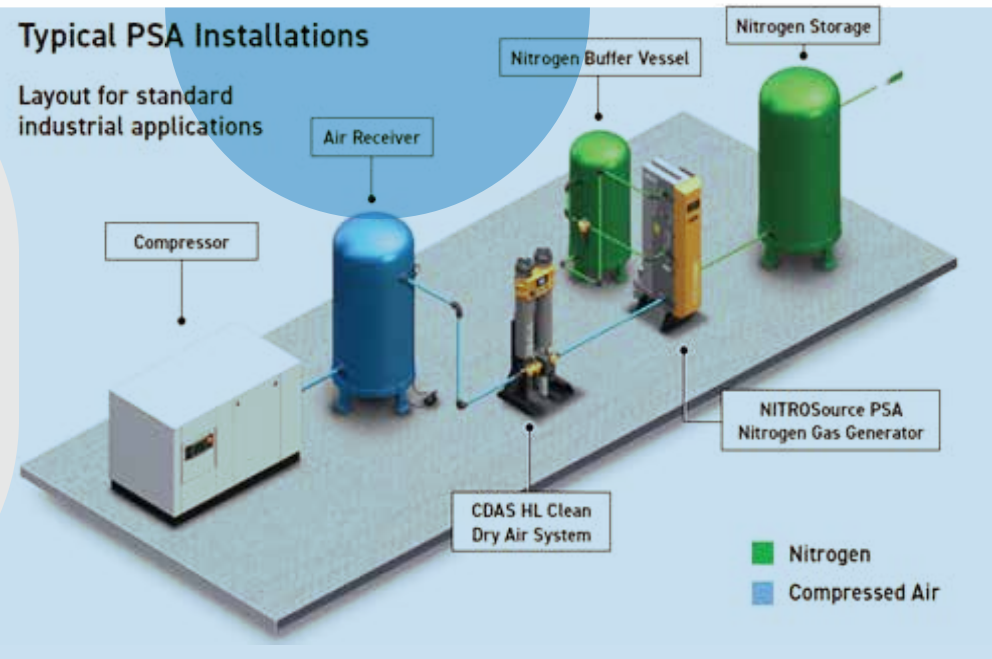 Typical PSA Installations
Layout for standard
industrial applications
Nitrogen Storage
Nitrogen Buffer Vessel
Air Receiver
Compressor
NITROSource PSA
Nitrogen Gas Generator
CDAS HL Clean
Dry Air System
Nitrogen
Compressed Air